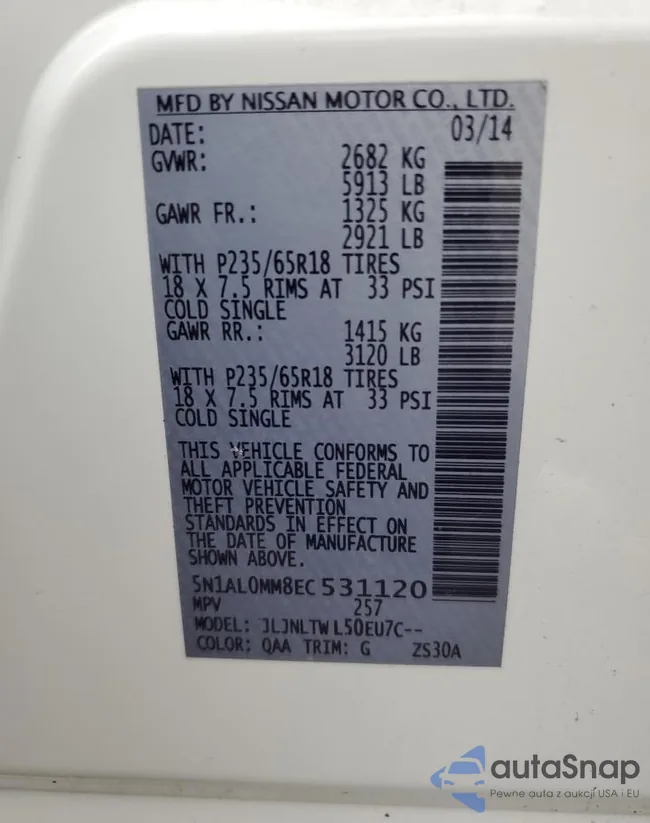 MFD BY NISSAN MOTOR CO., LTD.
DATE: 03/14
GVWR: 2682 KG
5913 LB
GAWR FR.: 1325 KG
2921 LB
WITH P235/65R18 TIRES
18 X 7.5 RIMS AT 33 PSI
COLD SINGLE
GAWR RR.: 1415 KG
3120 LB
WITH P235/65R18 TIRES
18 X 7.5 RIMS AT 33 PSI
COLD SINGLE
THIS VEHICLE CONFORMS TO
ALL APPLICABLE FEDERAL
MOTOR VEHICLE SAFETY AND
THEFT PREVENTION
STANDARDS IN EFFECT ON
THE DATE OF MANUFACTURE
SHOWN ABOVE.
5N1AL0MM8EC 531120
MPV 257
MODEL: JLJNLTW L50EU7C--
COLOR: QAA TRIM: G ZS30A
autaSnap
Pewne auta z aukcji USA i EU